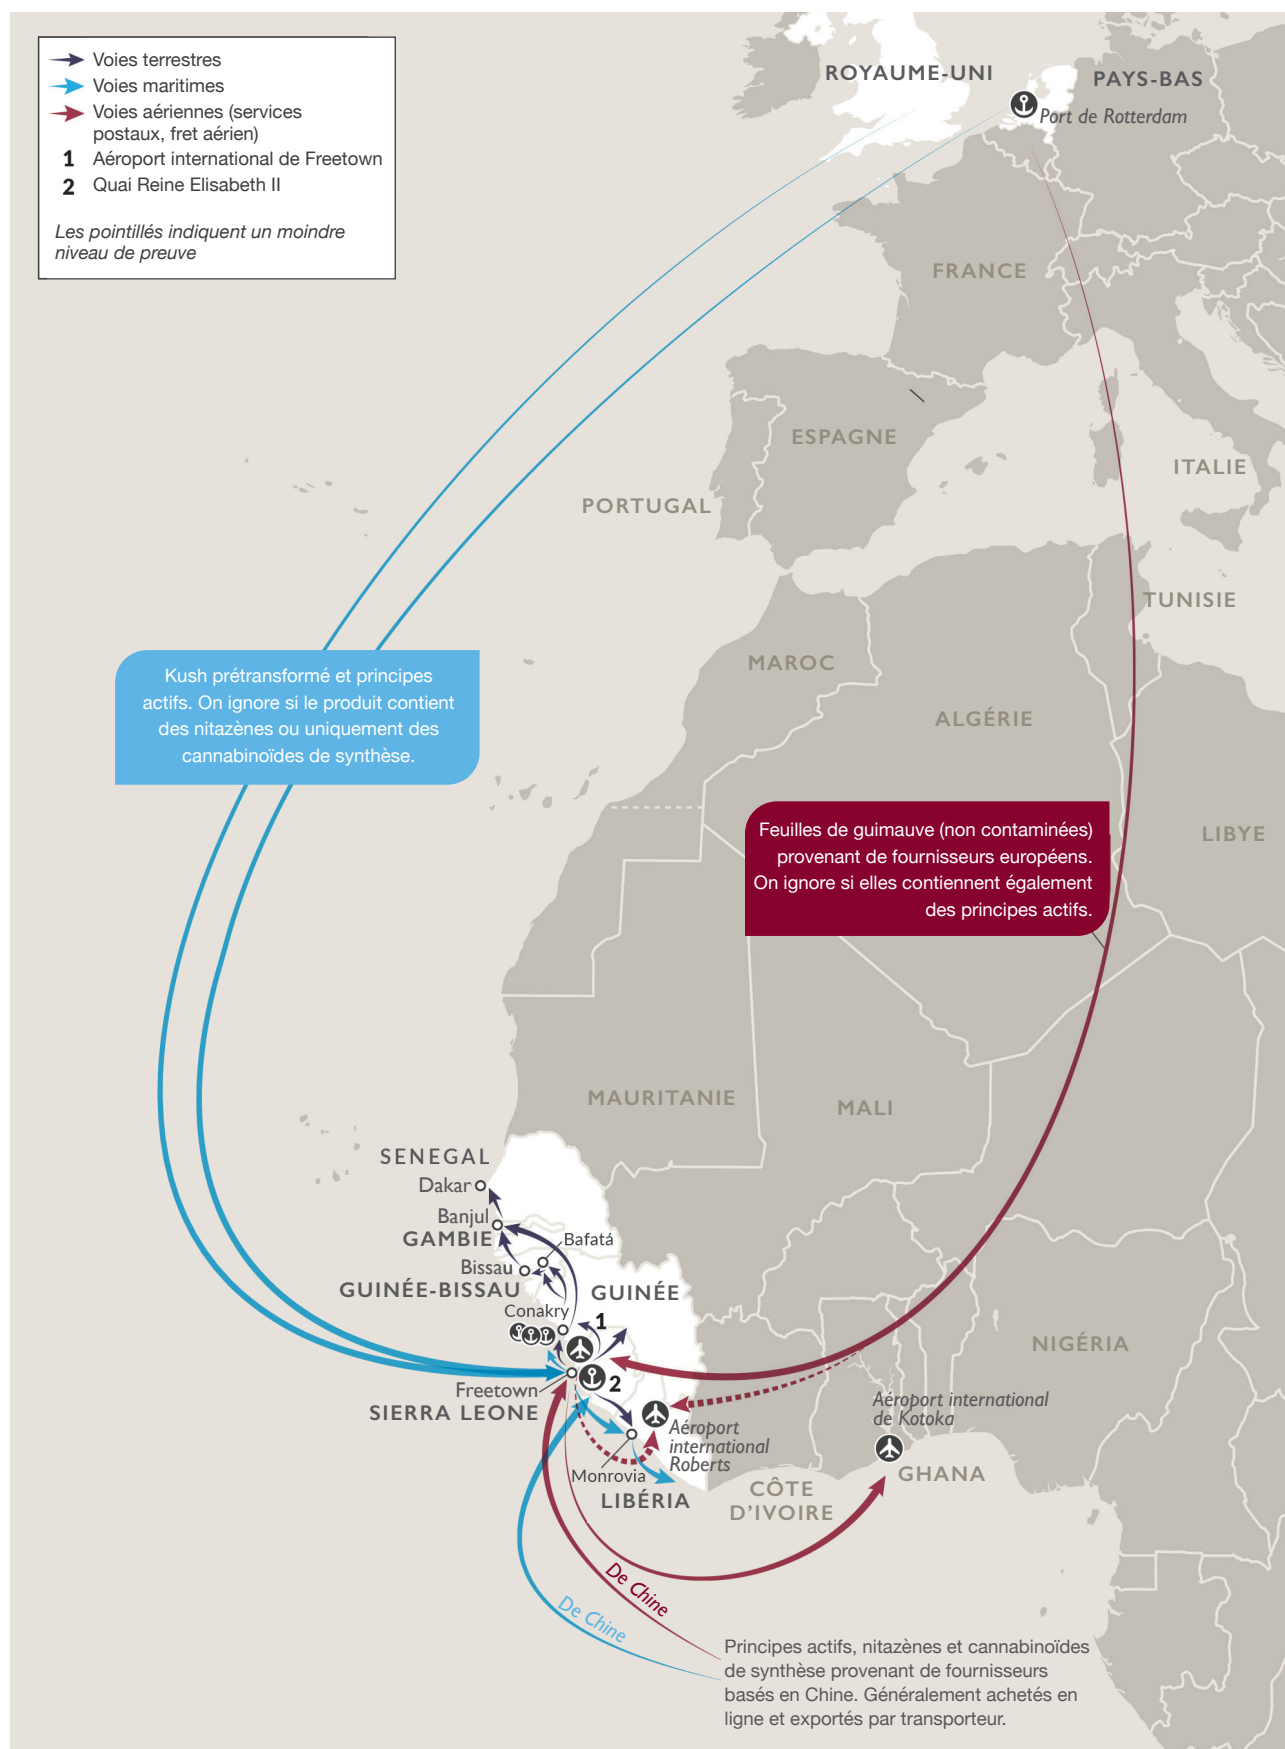 Voies terrestres
Voies maritimes
Voies aériennes (services
postaux, fret aérien)
1 Aéroport international de Freetown
2 Quai Reine Elisabeth II
Les pointillés indiquent un moindre
niveau de preuve
ROYAUME-UNI
PAYS-BAS
Port de Rotterdam
FRANCE
ESPAGNE
ITALIE
PORTUGAL
TUNISIE
MAROC
ALGÉRIE
Kush prétransformé et principes
actifs. On ignore si le produit contient
des nitazènes ou uniquement des
cannabinoïdes de synthèse.
LIBYE
Feuilles de guimauve (non contaminées)
provenant de fournisseurs européens.
On ignore si elles contiennent également
des principes actifs.
MAURITANIE
MALI
SENEGAL
Dakar
Banjul
GAMBIE
Bafatá
Bissau
GUINÉE-BISSAU
GUINÉE
Conakry
1
NIGÉRIA
2
Freetown
SIERRA LEONE
Aéroport international
de Kotoka
Aéroport
international
Roberts
Monrovia
LIBÉRIA
GHANA
CÔTE
D'IVOIRE
De Chine
De Chine
Principes actifs, nitazènes et cannabinoïdes
de synthèse provenant de fournisseurs
basés en Chine. Généralement achetés en
ligne et exportés par transporteur.